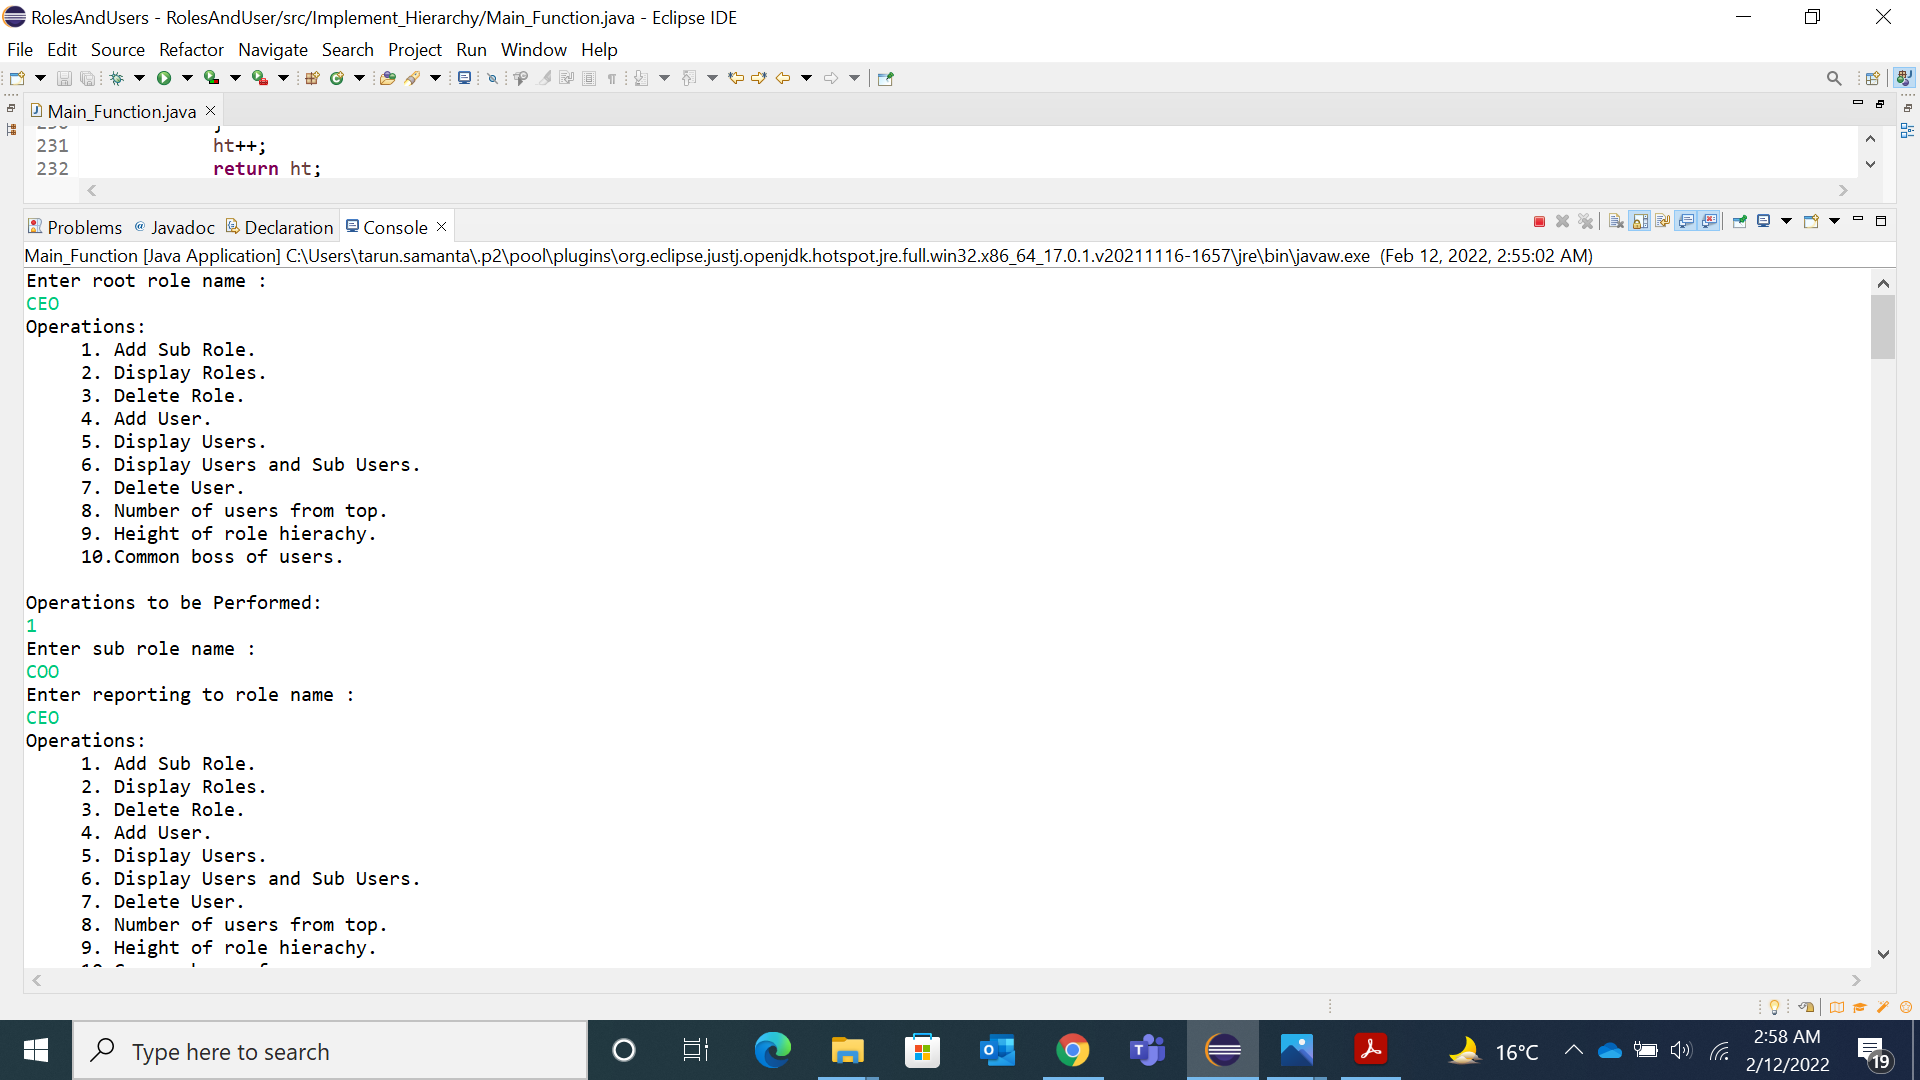 RolesAndUsers - RolesAndUser/src/Implement_Hierarchy/Main_Function.java - Eclipse IDE
File Edit Source Refactor Navigate Search Project Run Window Help
Main_Function.java
231 ht++;
232 return ht;
Problems Javadoc Declaration Console
Main_Function [Java Application] C:\Users\tarun.samanta\.p2\pool\plugins\org.eclipse.justj.openjdk.hotspot.jre.full.win32.x86_64_17.0.1.v20211116-1657\jre\bin\javaw.exe (Feb 12, 2022, 2:55:02 AM)
Enter root role name :
CEO
Operations:
1. Add Sub Role.
2. Display Roles.
3. Delete Role.
4. Add User.
5. Display Users.
6. Display Users and Sub Users.
7. Delete User.
8. Number of users from top.
9. Height of role hierachy.
10.Common boss of users.
Operations to be Performed:
1
Enter sub role name :
COO
Enter reporting to role name :
CEO
Operations:
1. Add Sub Role.
2. Display Roles.
3. Delete Role.
4. Add User.
5. Display Users.
6. Display Users and Sub Users.
7. Delete User.
8. Number of users from top.
9. Height of role hierachy.
Type here to search
16°C
2:58 AM
2/12/2022
19